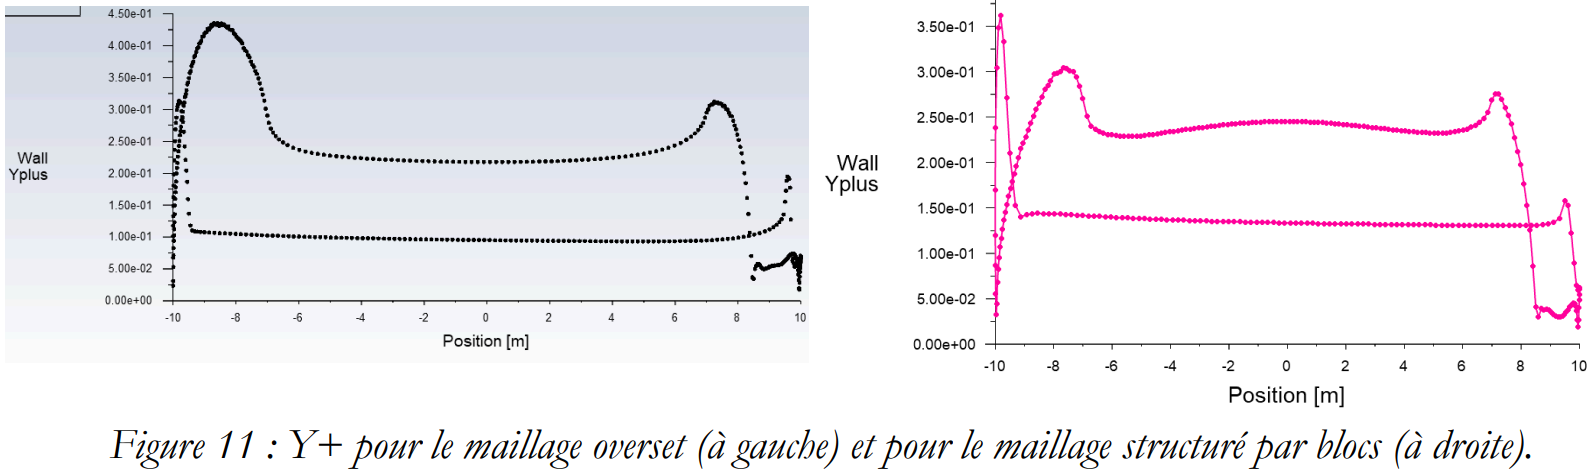 4.50e-01
4.00e-01
3.50e-01
3.00e-01
2.50e-01
2.00e-01
1.50e-01
1.00e-01
5.00e-02
0.00e+00
Wall
Yplus
-10 -8 -6 -4 -2 0 2 4 6 8 10
Position [m]
3.50e-01
3.00e-01
2.50e-01
2.00e-01
1.50e-01
1.00e-01
5.00e-02
0.00e+00
Wall
Yplus
-10 -8 -6 -4 -2 0 2 4 6 8 10
Position [m]
Figure 11 : Y+ pour le maillage overset (à gauche) et pour le maillage structuré par blocs (à droite).